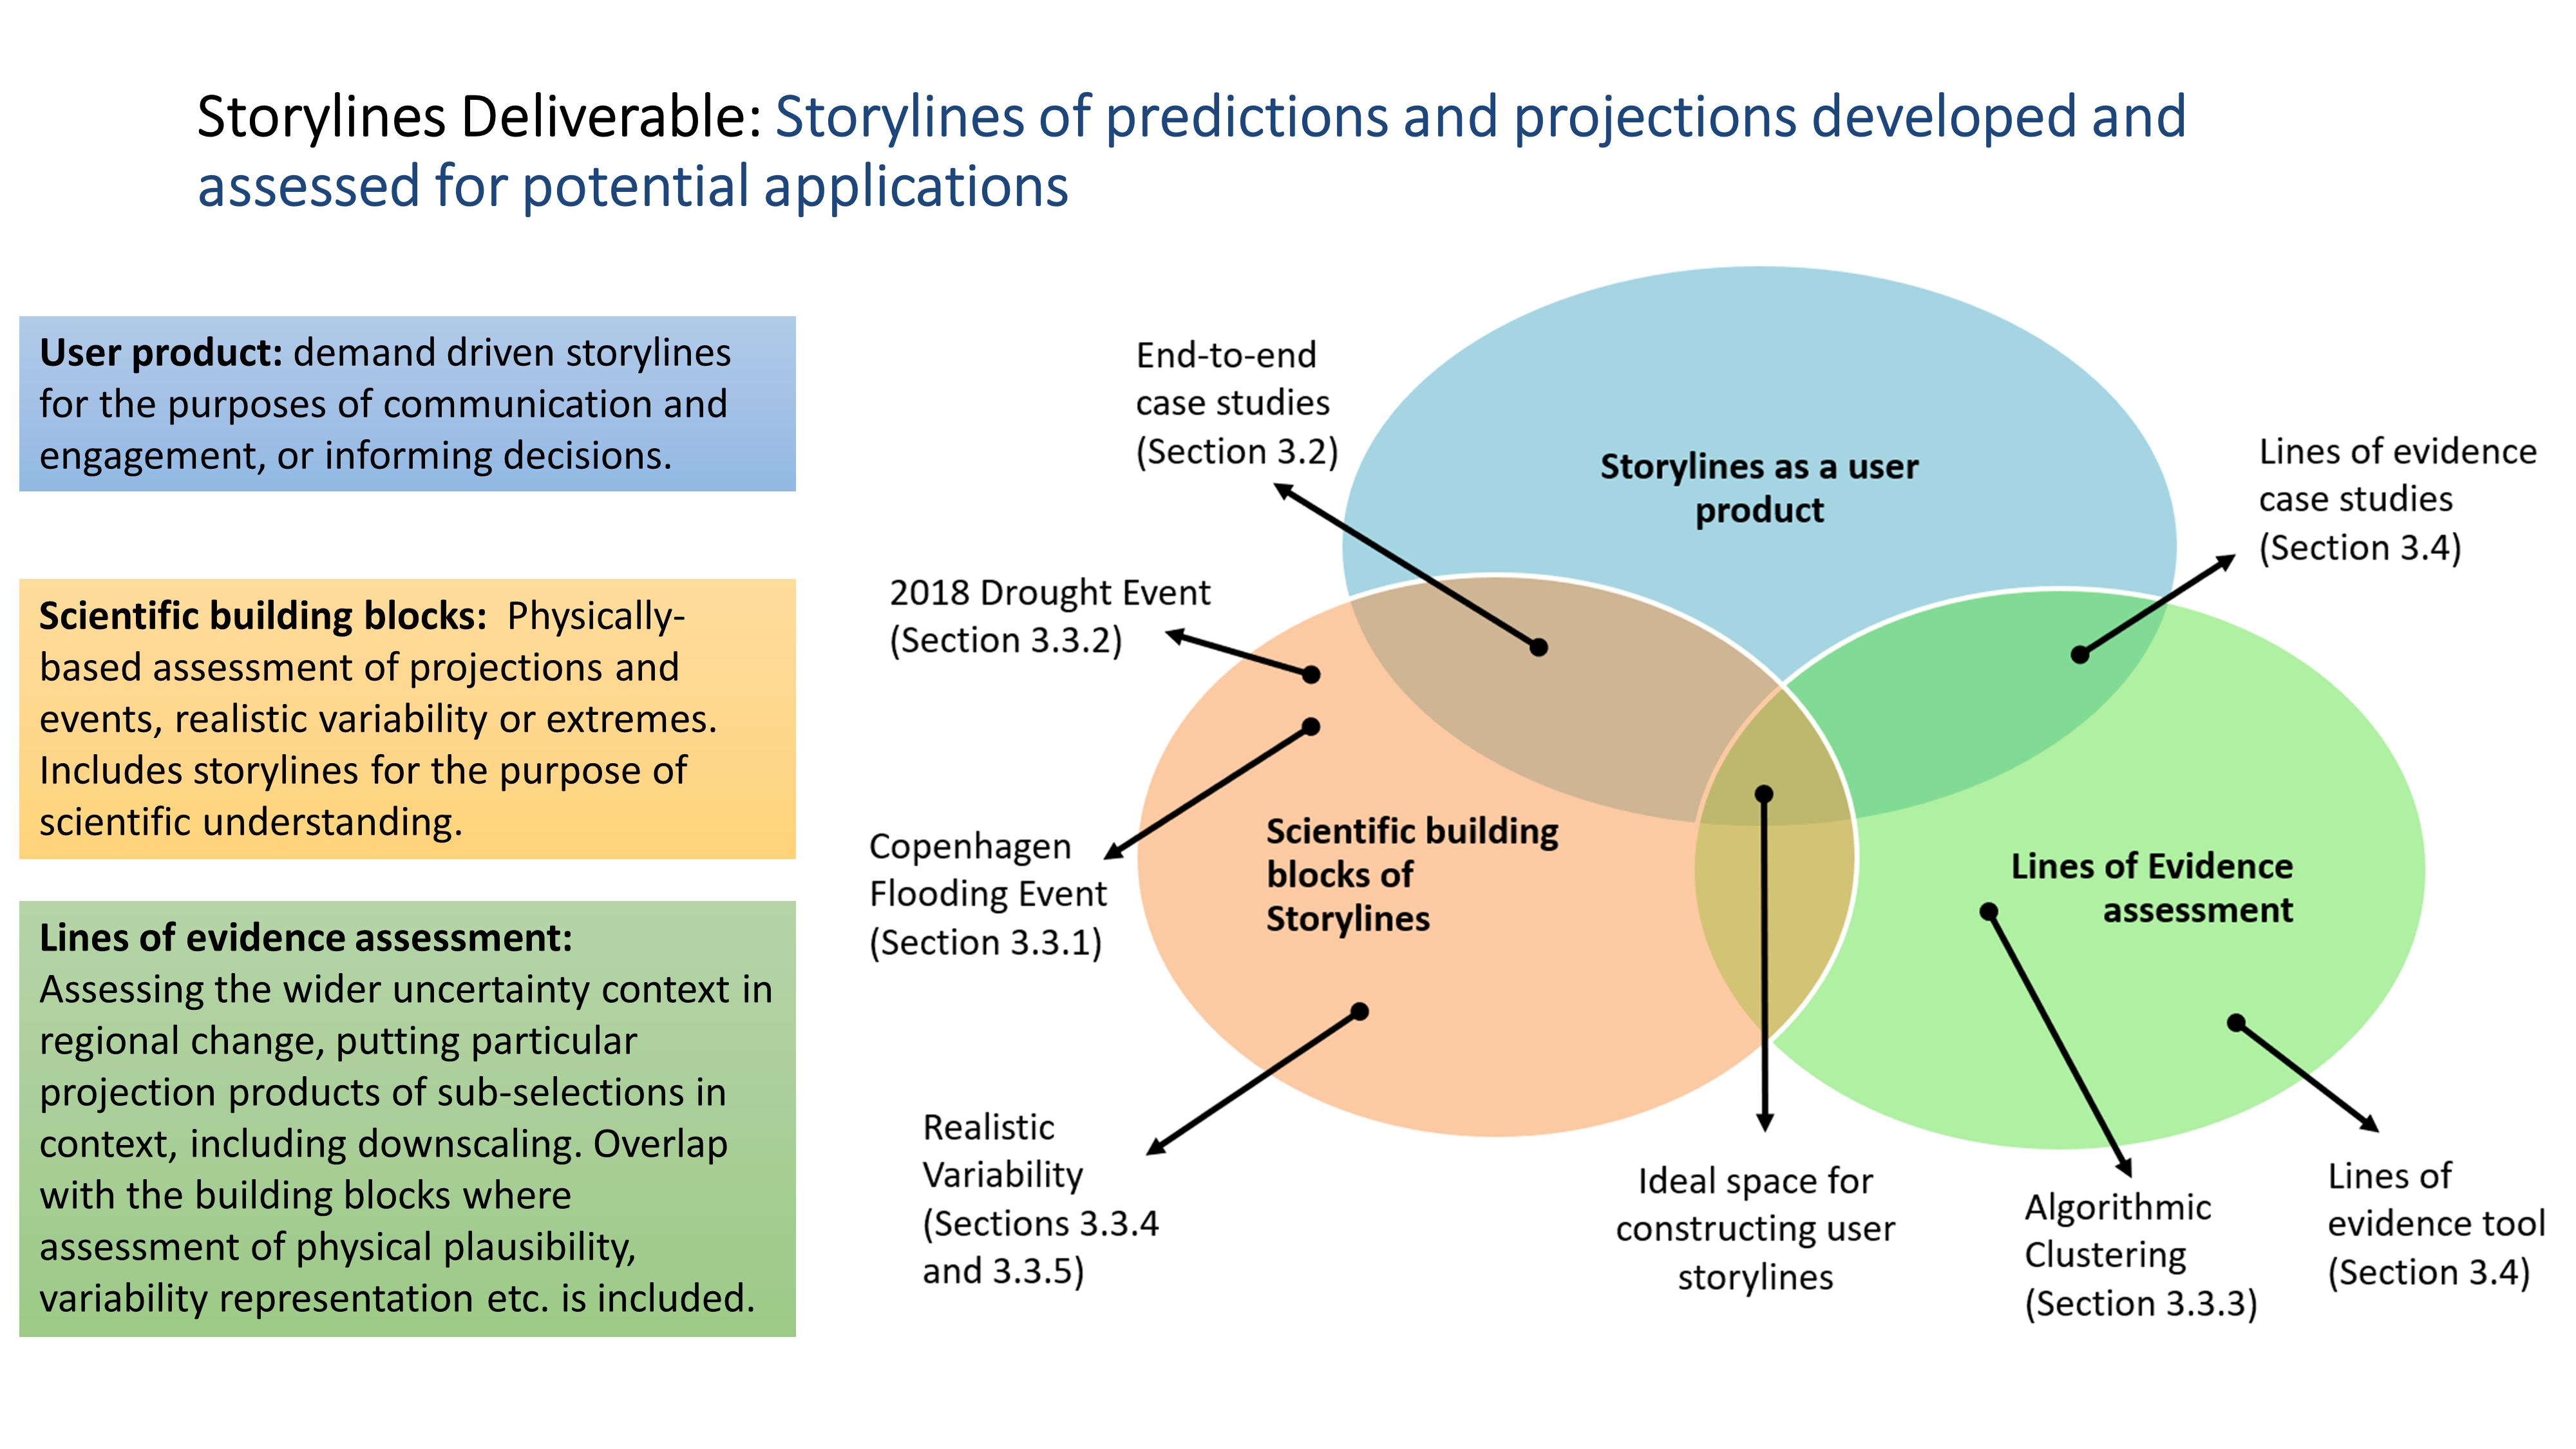 Storylines Deliverable: Storylines of predictions and projections developed and
assessed for potential applications
User product: demand driven storylines
for the purposes of communication and
engagement, or informing decisions.
Scientific building blocks: Physically-
based assessment of projections and
events, realistic variability or extremes.
Includes storylines for the purpose of
scientific understanding.
Lines of evidence assessment:
Assessing the wider uncertainty context in
regional change, putting particular
projection products of sub-selections in
context, including downscaling. Overlap
with the building blocks where
assessment of physical plausibility,
variability representation etc. is included.
End-to-end
case studies
(Section 3.2)
Storylines as a user
product
Lines of evidence
case studies
(Section 3.4)
2018 Drought Event
(Section 3.3.2)
Copenhagen
Flooding Event
(Section 3.3.1)
Scientific building
blocks of
Storylines
Lines of Evidence
assessment
Realistic
Variability
(Sections 3.3.4
and 3.3.5)
Ideal space for
constructing user
storylines
Algorithmic
Clustering
(Section 3.3.3)
Lines of
evidence tool
(Section 3.4)